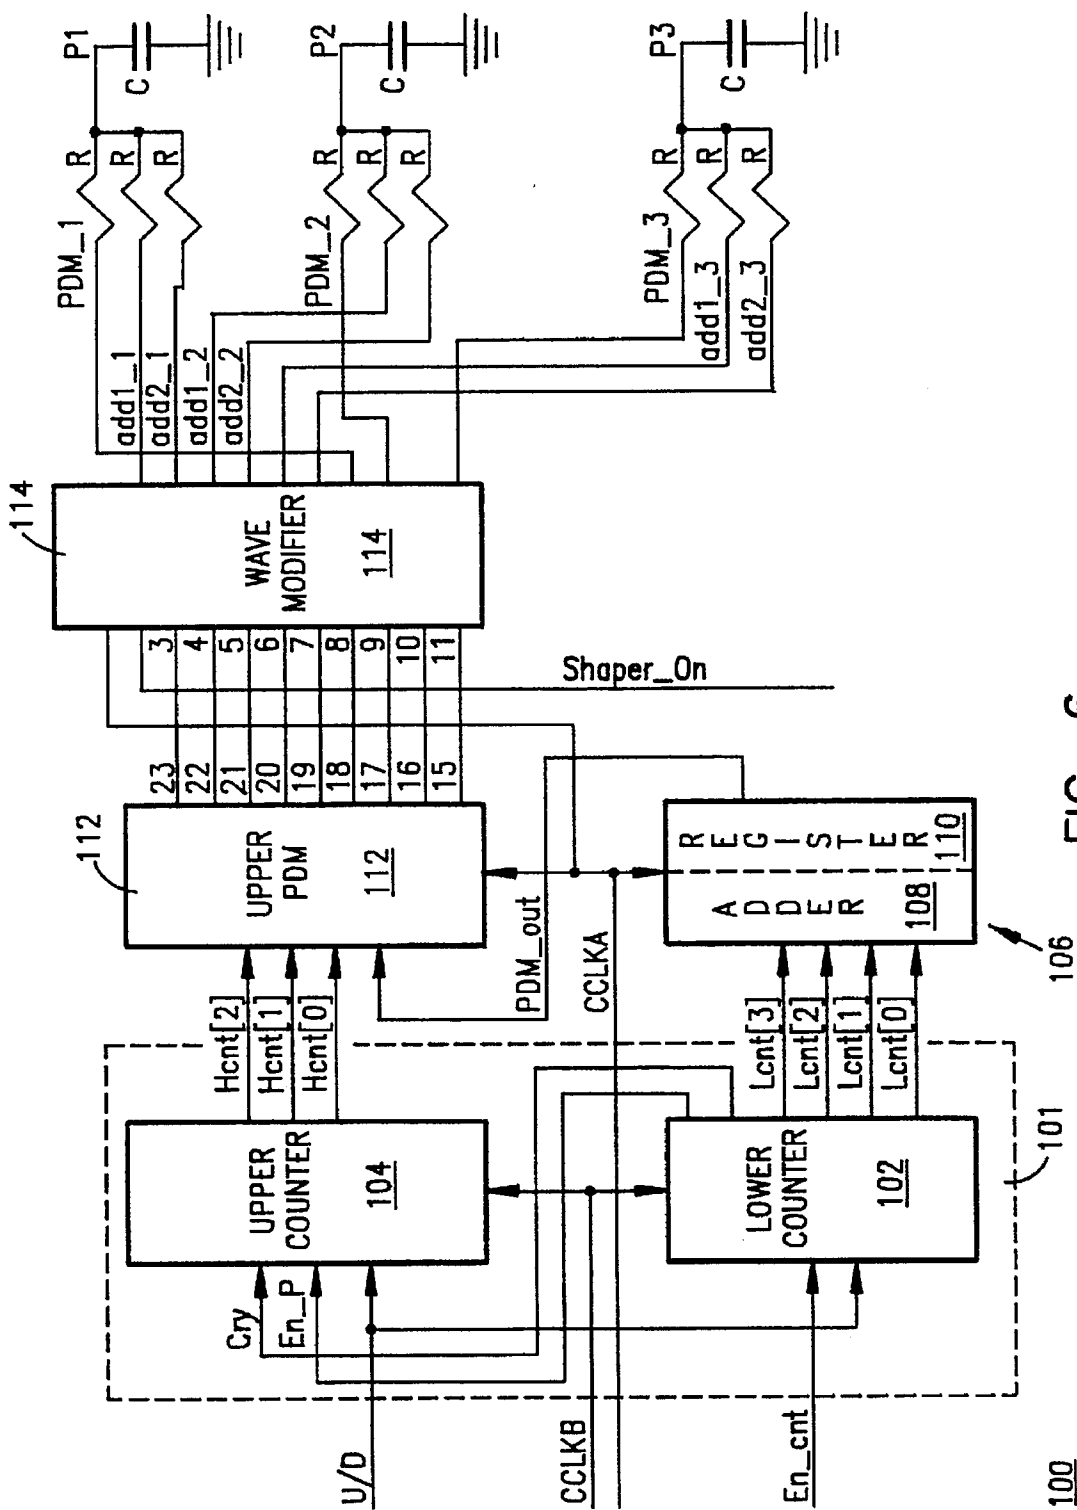 U/D
CCLKB
En_cnt
100
Cry
En_P
UPPER
COUNTER
104
LOWER
COUNTER
102
101
Hcnt[2]
Hcnt[1]
Hcnt[0]
Lcnt[3]
Lcnt[2]
Lcnt[1]
Lcnt[0]
PDM_out
CCLKA
112
UPPER
PDM
112
ADDER
108
REGISTER
110
106
23
22
21
20
19
18
17
16
15
3
4
5
6
7
8
9
10
11
Shaper_On
114
WAVE
MODIFIER
114
add1_1
add2_1
add1_2
add2_2
PDM_1
PDM_2
PDM_3
add1_3
add2_3
R
R
R
R
R
R
R
R
R
P1
C
P2
C
P3
C